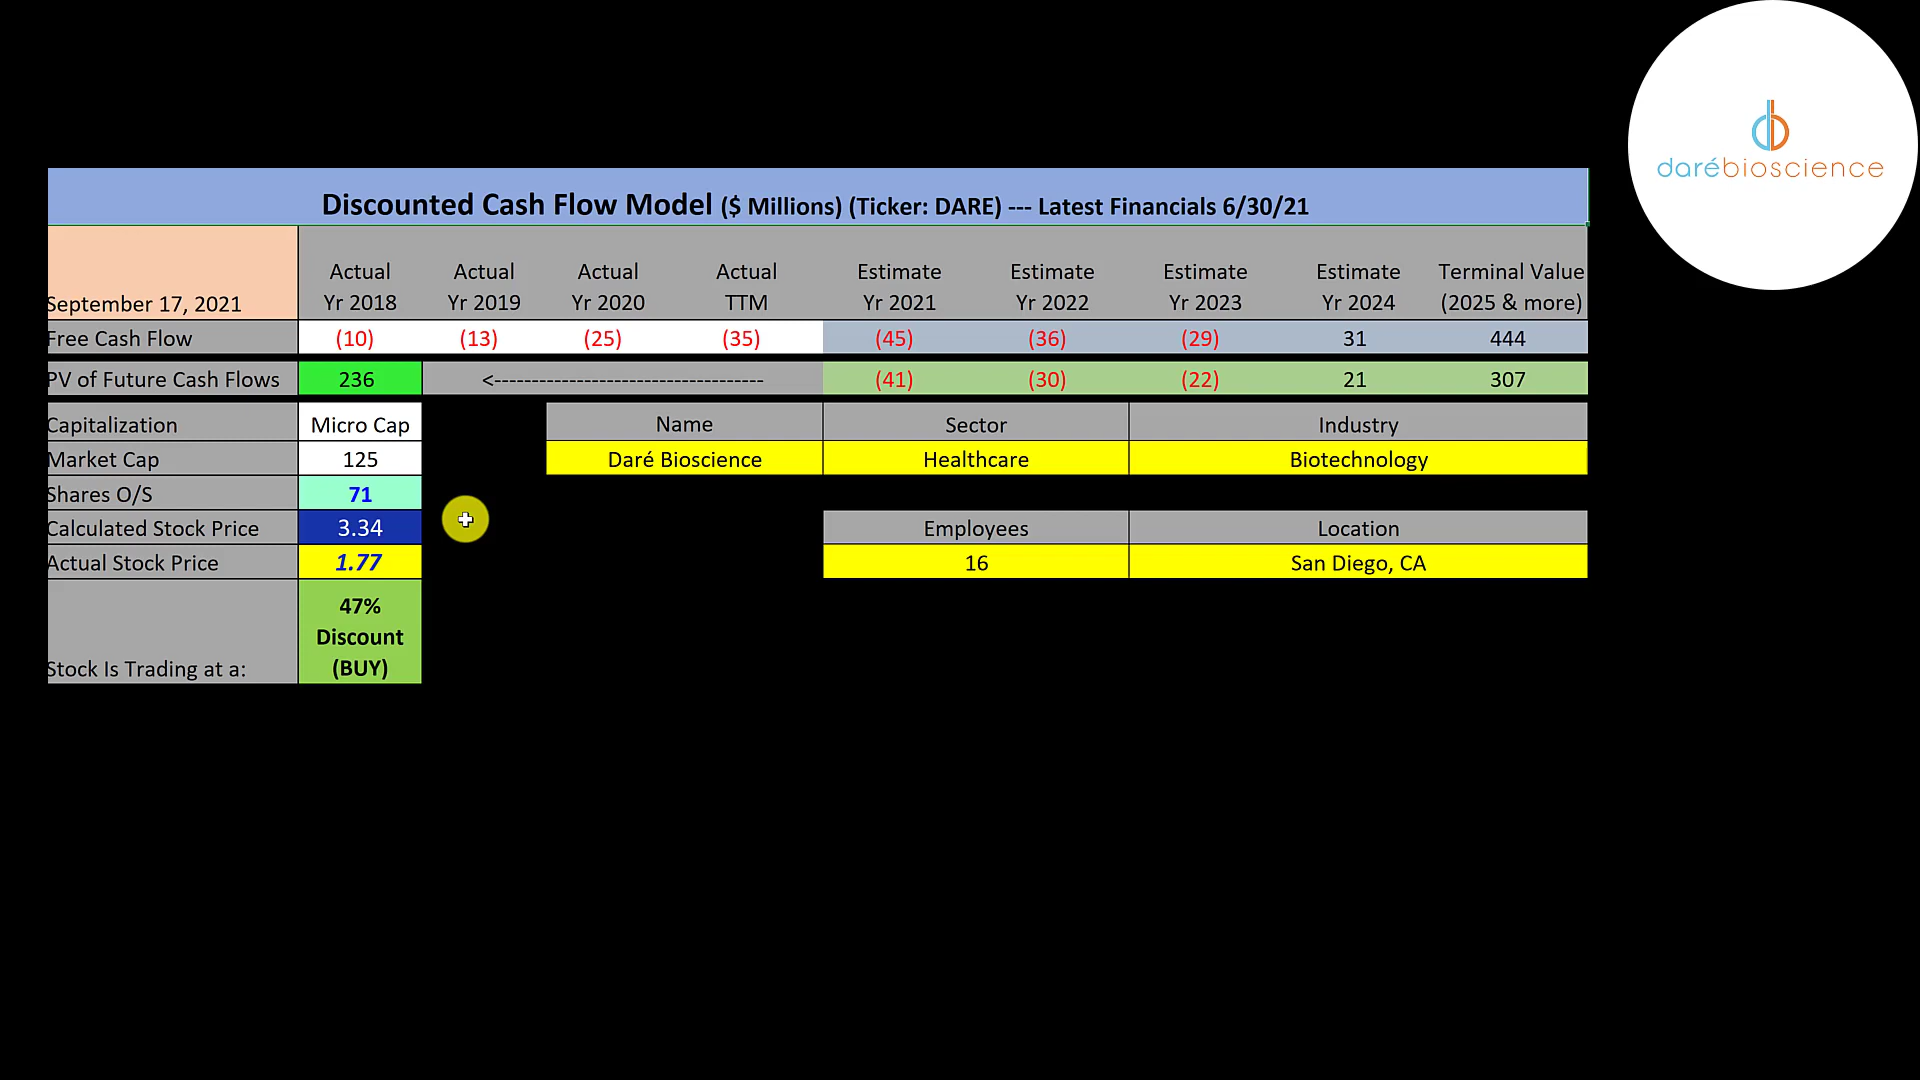 darébioscience
Discounted Cash Flow Model ($ Millions) (Ticker: DARE) --- Latest Financials 6/30/21
September 17, 2021 Actual Yr 2018 Actual Yr 2019 Actual Yr 2020 Actual TTM Estimate Yr 2021 Estimate Yr 2022 Estimate Yr 2023 Estimate Yr 2024 Terminal Value (2025 & more)
Free Cash Flow (10) (13) (25) (35) (45) (36) (29) 31 444
PV of Future Cash Flows 236 <------------------------------------ (41) (30) (22) 21 307
Capitalization Micro Cap Name Sector Industry
Market Cap 125 Daré Bioscience Healthcare Biotechnology
Shares O/S 71
Calculated Stock Price 3.34 Employees Location
Actual Stock Price 1.77 16 San Diego, CA
Stock Is Trading at a: 47% Discount (BUY)